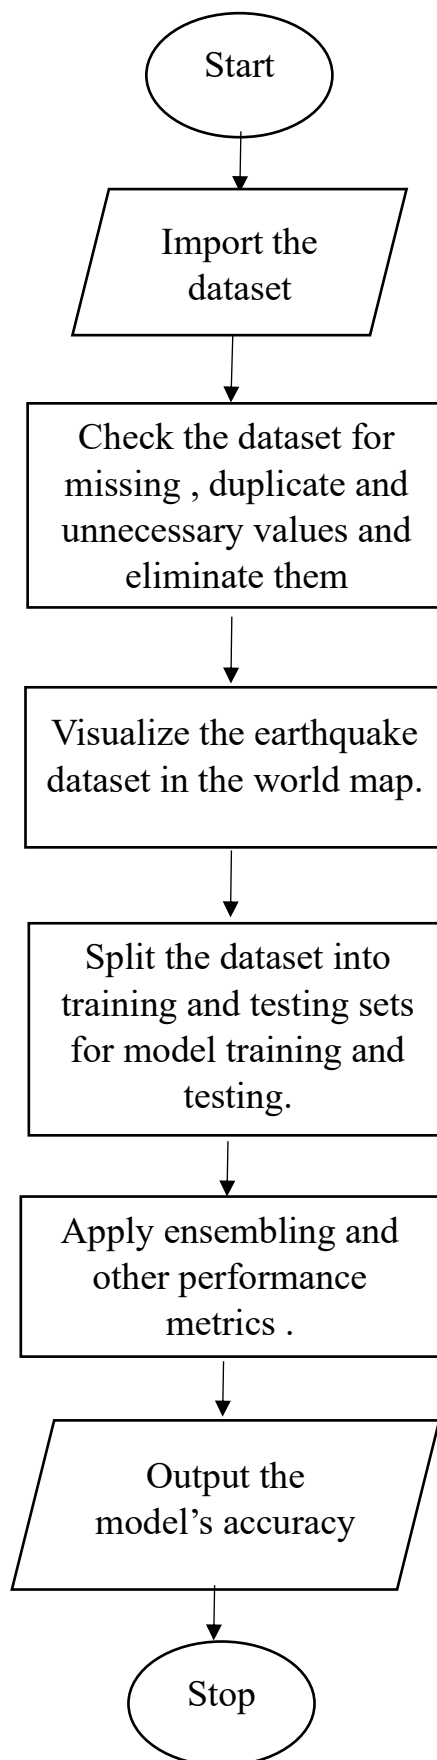 Start
Import the
dataset
Check the dataset for
missing , duplicate and
unnecessary values and
eliminate them
Visualize the earthquake
dataset in the world map.
Split the dataset into
training and testing sets
for model training and
testing.
Apply ensembling and
other performance
metrics .
Output the
model’s accuracy
Stop